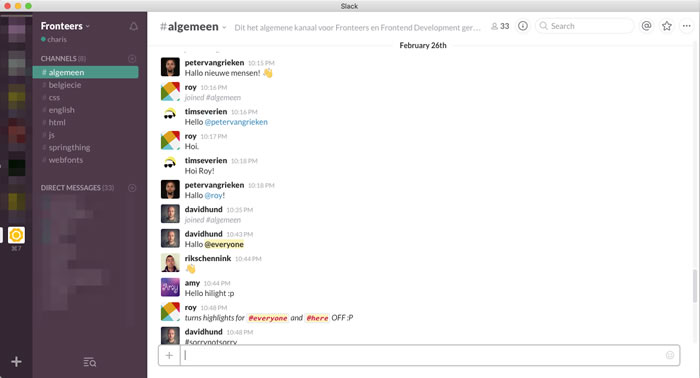 Slack
Fronteers
charis
CHANNELS (8)
# algemeen
# belgiecie
# css
# english
# html
# js
# springthing
# webfonts
DIRECT MESSAGES (33)
⌘7
#algemeen
Dit het algemene kanaal voor Fronteers en Frontend Development ger...
33
Search
February 26th
petervangrieken 10:15 PM
Hallo nieuwe mensen! 👋
roy 10:16 PM
joined #algemeen
timseverien 10:16 PM
Hello @petervangrieken
roy 10:17 PM
Hoi.
timseverien 10:18 PM
Hoi Roy!
petervangrieken 10:18 PM
Hallo @roy!
davidhund 10:35 PM
joined #algemeen
davidhund 10:43 PM
Hallo @everyone
rikschennink 10:44 PM
👋
amy 10:44 PM
Hello hilight :p
roy 10:48 PM
turns highlights for @everyone and @here OFF :P
davidhund 10:48 PM
#sorrynotsorry